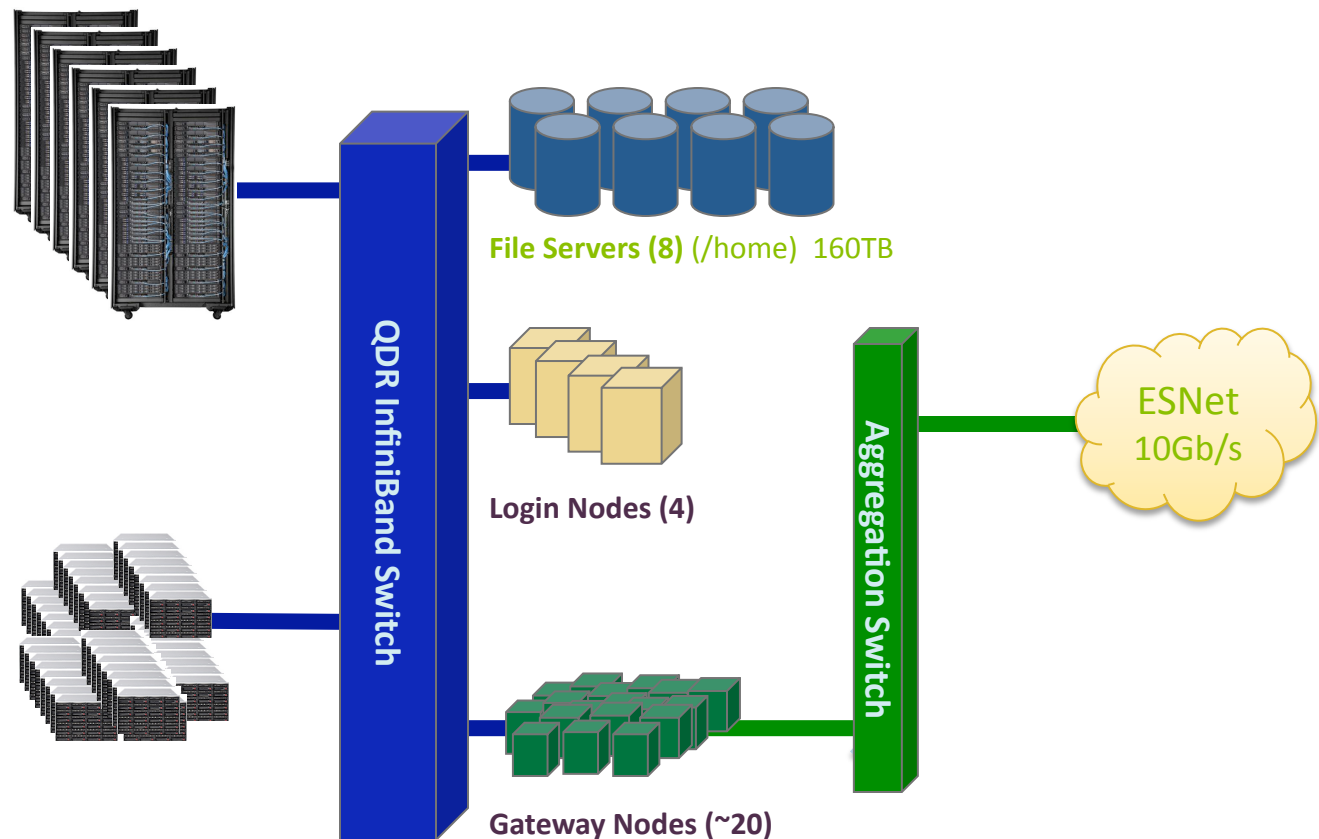 File Servers (8) (/home) 160TB
QDR InfiniBand Switch
Login Nodes (4)
Aggregation Switch
ESNet
10Gb/s
Gateway Nodes (~20)